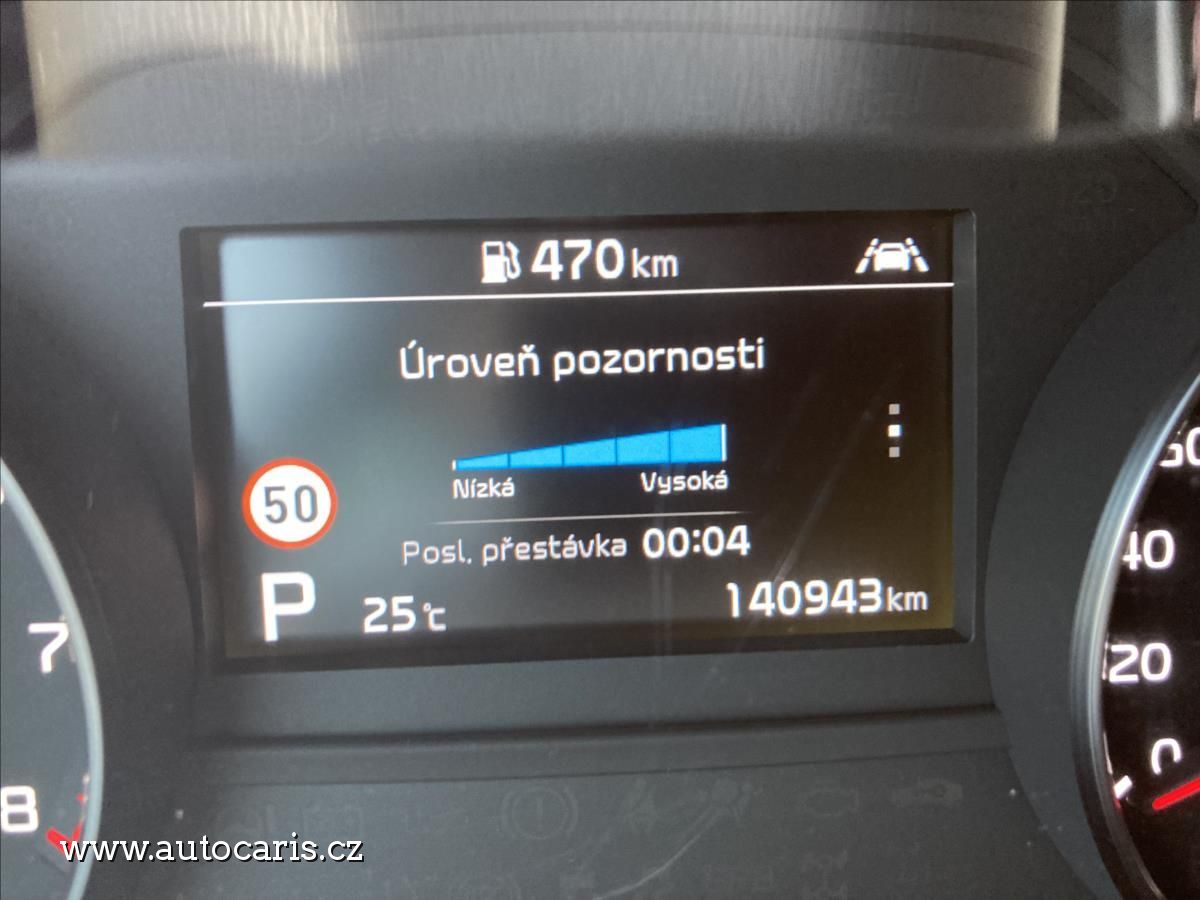 470 km
Úroveň pozornosti
Nízká Vysoká
50
Posl. přestávka 00:04
P 25 °C 140943 km
7
8
40
20
0
www.autocaris.cz